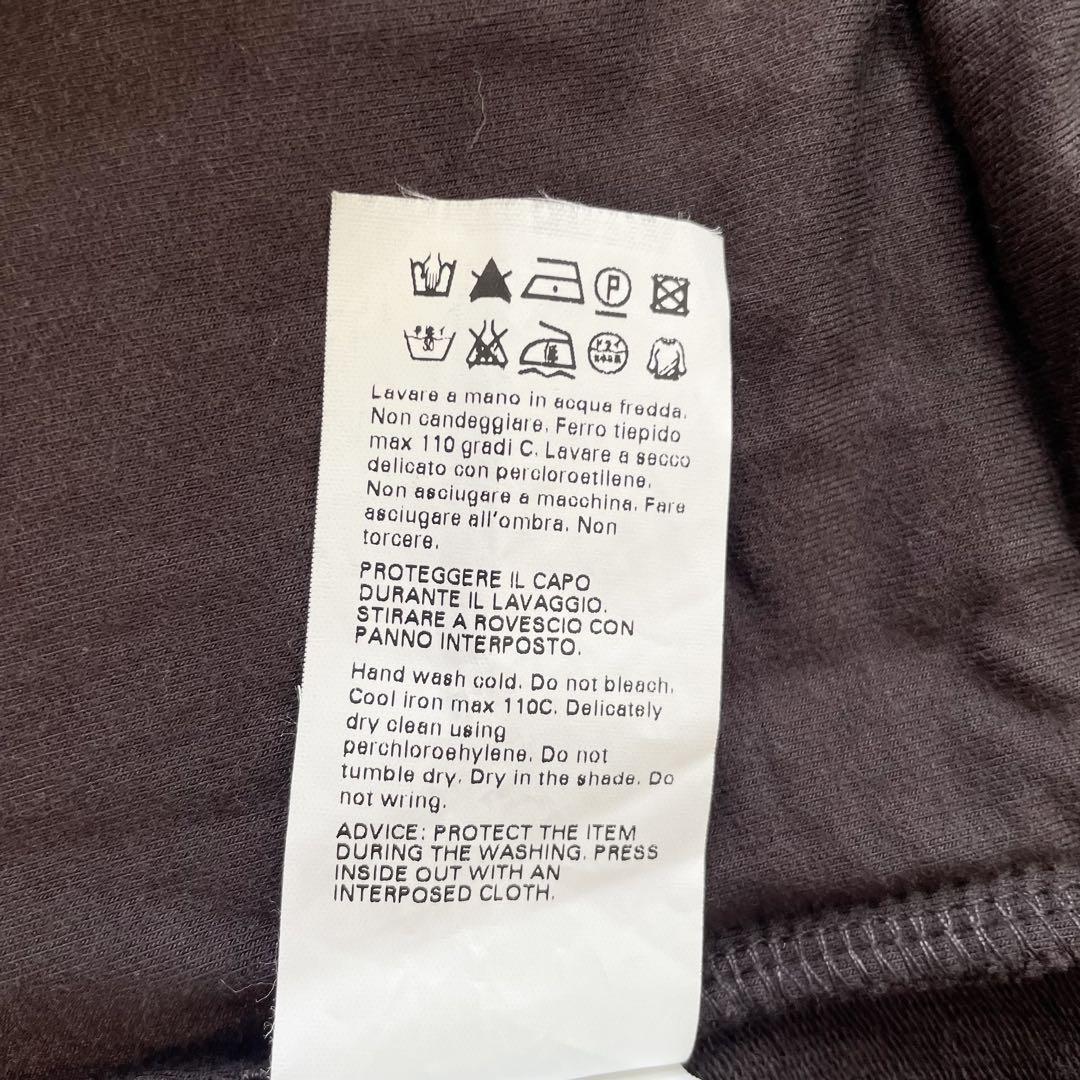 P
30
Lavare a mano in acqua fredda.
Non candeggiare. Ferro tiepido
max 110 gradi C. Lavare a secco
delicato con percloroetilene.
Non asciugare a macchina. Fare
asciugare all'ombra. Non
torcere.
PROTEGGERE IL CAPO
DURANTE IL LAVAGGIO.
STIRARE A ROVESCIO CON
PANNO INTERPOSTO.
Hand wash cold. Do not bleach.
Cool iron max 110C. Delicately
dry clean using
perchloroehylene. Do not
tumble dry. Dry in the shade. Do
not wring.
ADVICE: PROTECT THE ITEM
DURING THE WASHING. PRESS
INSIDE OUT WITH AN
INTERPOSED CLOTH.